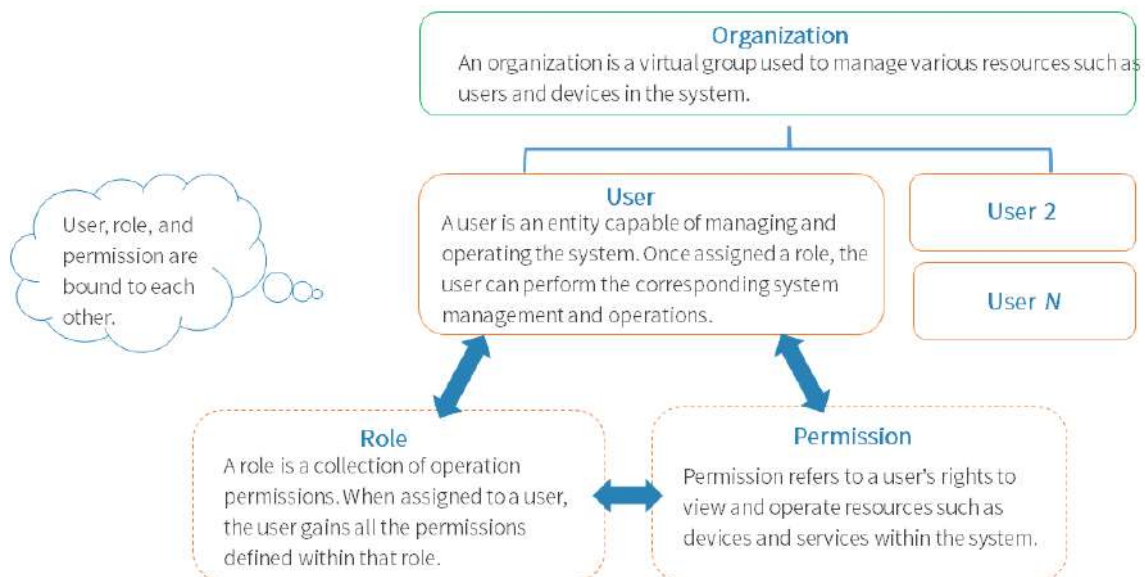 Organization
An organization is a virtual group used to manage various resources such as
users and devices in the system.
User
A user is an entity capable of managing and
operating the system. Once assigned a role, the
user can perform the corresponding system
management and operations.
User 2
User N
User, role, and
permission are
bound to each
other.
Role
A role is a collection of operation
permissions. When assigned to a user,
the user gains all the permissions
defined within that role.
Permission
Permission refers to a user's rights to
view and operate resources such as
devices and services within the system.